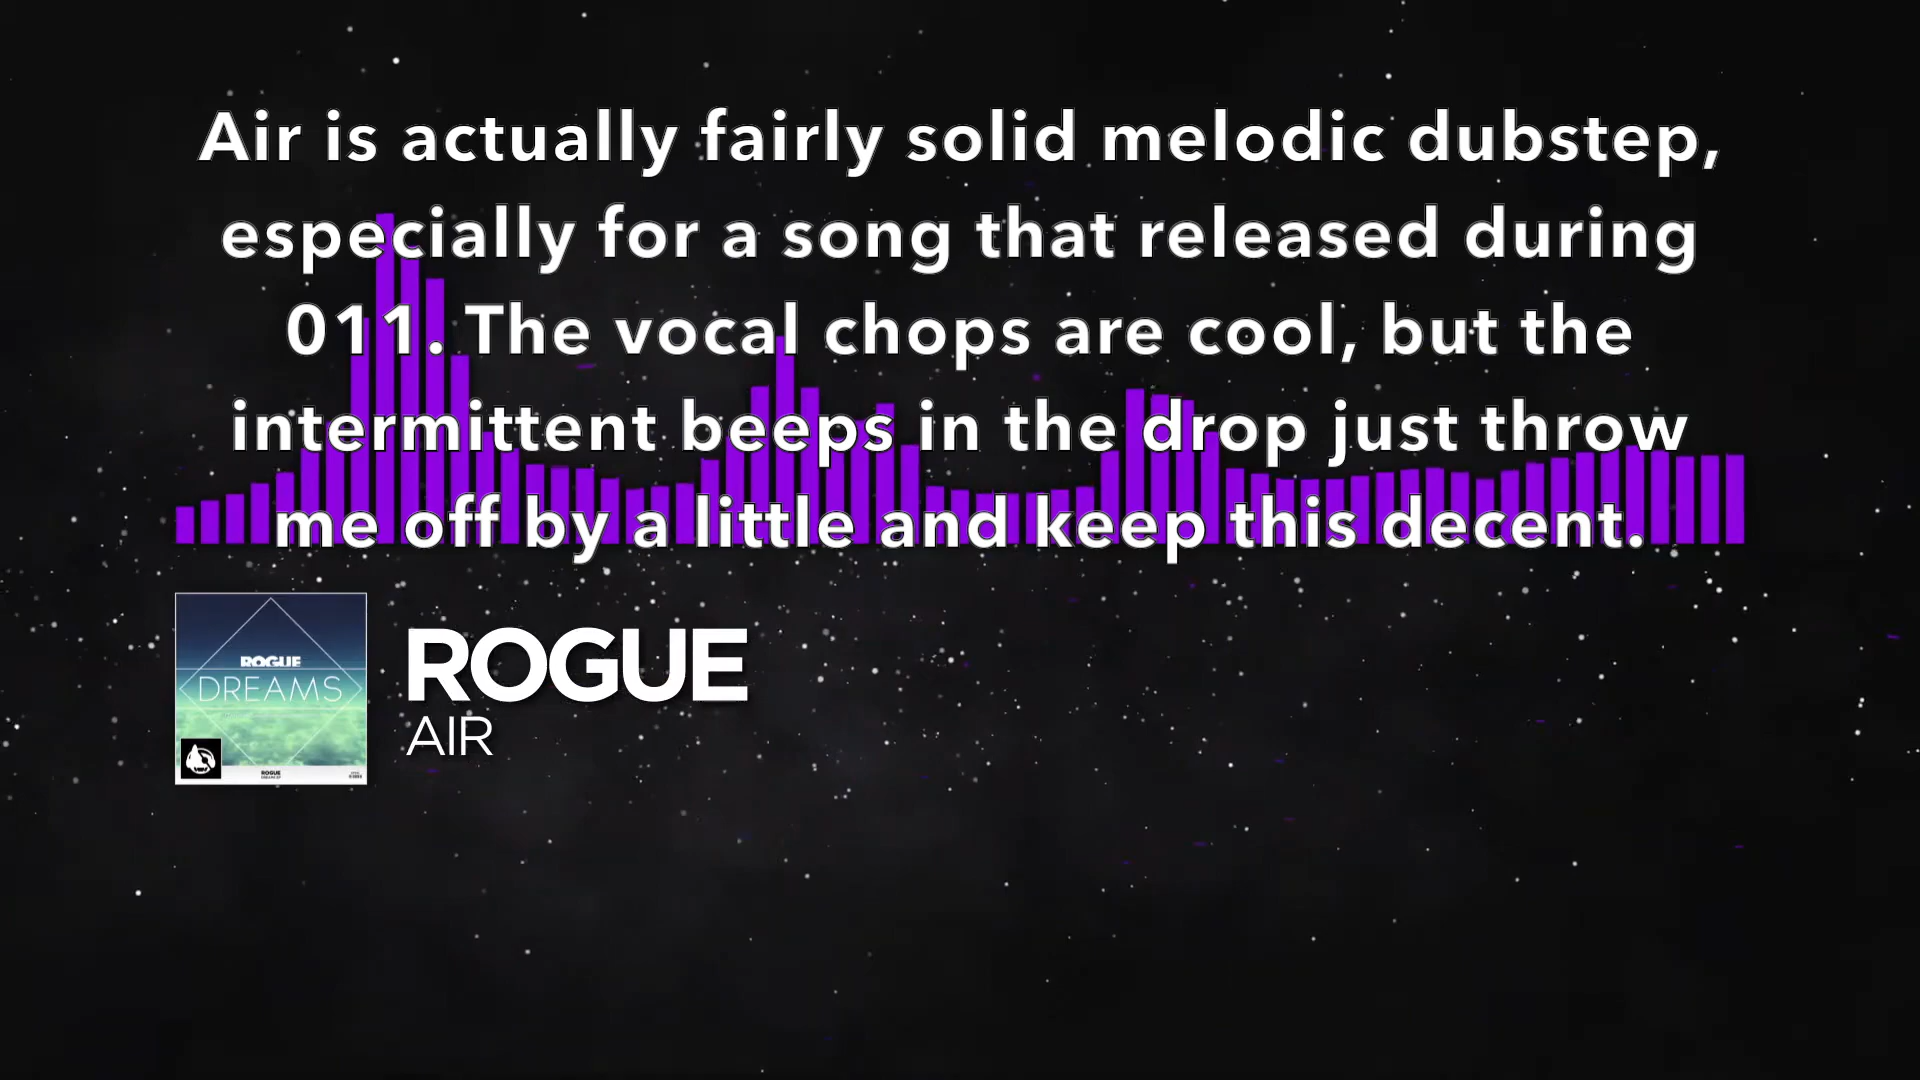 Air is actually fairly solid melodic dubstep,
especially for a song that released during
011. The vocal chops are cool, but the
intermittent beeps in the drop just throw
me off by a little and keep this decent.
ROGUE
DREAMS
ROGUE
ROGUE
AIR